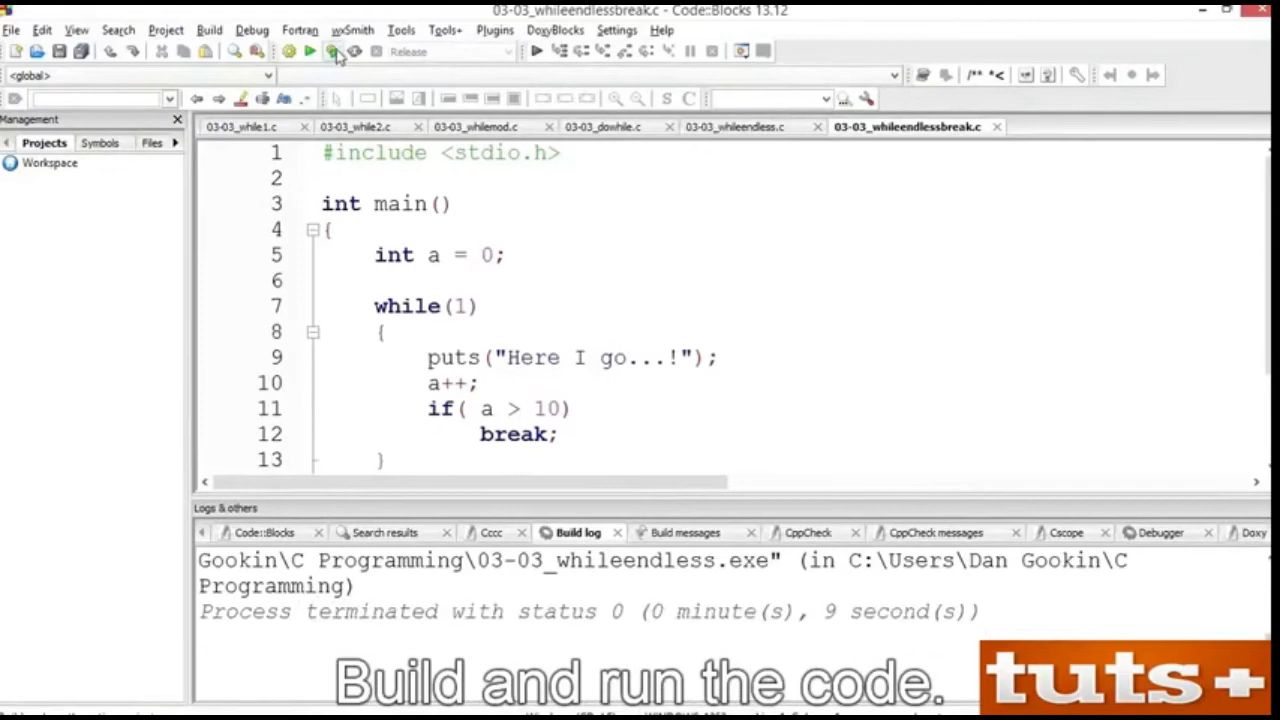 03-03_whileendlessbreak.c - Code::Blocks 13.12
File Edit View Search Project Build Debug Fortran wxSmith Tools Tools+ Plugins DoxyBlocks Settings Help
Release
<global>
/** *<
S C
Management
03-03_while1.c 03-03_while2.c 03-03_whilemod.c 03-03_dowhile.c 03-03_whileendless.c 03-03_whileendlessbreak.c
Projects Symbols Files
Workspace
1 #include <stdio.h>
2
3 int main()
4 {
5 int a = 0;
6
7 while(1)
8 {
9 puts("Here I go...!");
10 a++;
11 if( a > 10)
12 break;
13 }
Logs & others
Code::Blocks Search results Cccc Build log Build messages CppCheck CppCheck messages Cscope Debugger Doxy
Gookin\C Programming\03-03_whileendless.exe" (in C:\Users\Dan Gookin\C
Programming)
Process terminated with status 0 (0 minute(s), 9 second(s))
Build and run the code.
tuts+